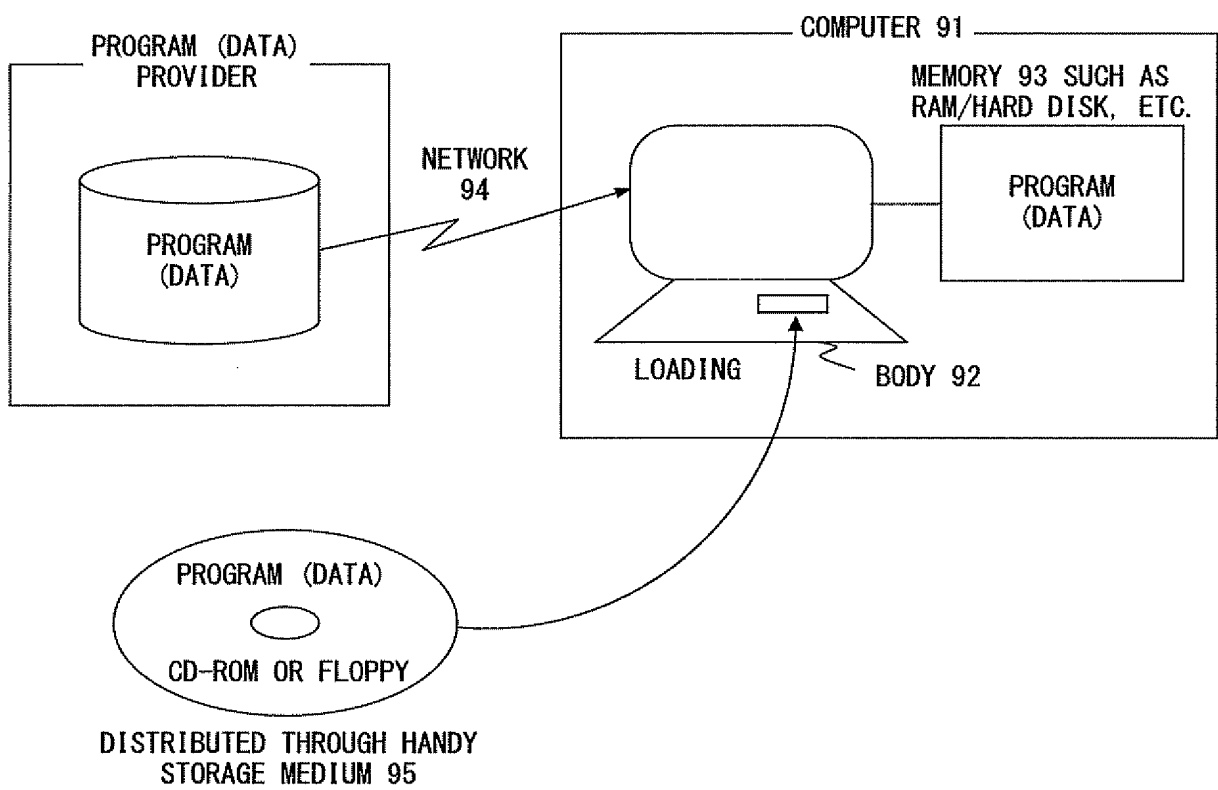 PROGRAM (DATA)
PROVIDER
PROGRAM
(DATA)
NETWORK
94
COMPUTER 91
MEMORY 93 SUCH AS
RAM/HARD DISK, ETC.
PROGRAM
(DATA)
LOADING
BODY 92
PROGRAM (DATA)
CD-ROM OR FLOPPY
DISTRIBUTED THROUGH HANDY
STORAGE MEDIUM 95